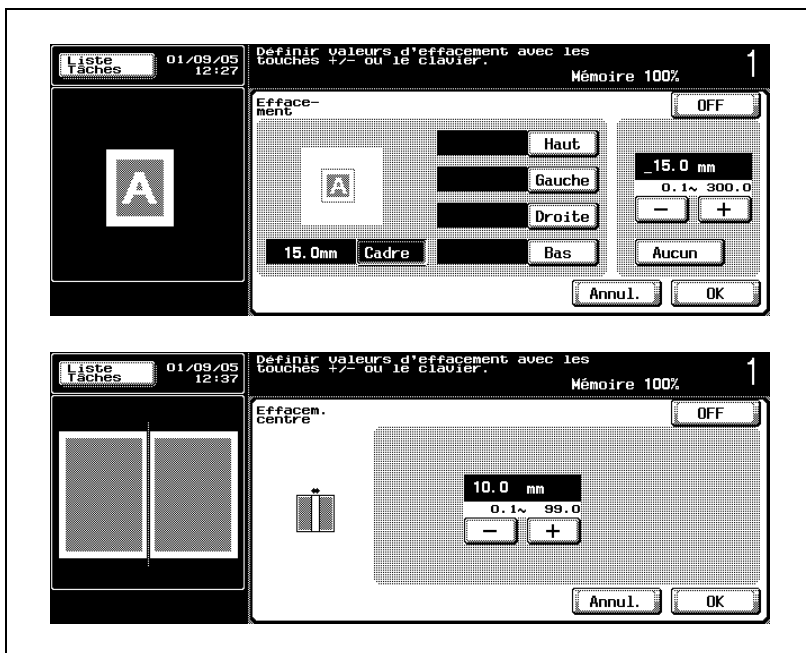 Liste
Tâches
01/09/05
12:27
Définir valeurs d'effacement avec les
touches +/- ou le clavier.
Mémoire 100%
1
Efface-
ment
OFF
A
A
Haut
Gauche
Droite
15.0mm Cadre
Bas
_15.0 mm
0.1~ 300.0
- +
Aucun
Annul. OK
Liste
Tâches
01/09/05
12:37
Définir valeurs d'effacement avec les
touches +/- ou le clavier.
Mémoire 100%
1
Effacem.
centre
OFF
10.0 mm
0.1~ 99.0
- +
Annul. OK